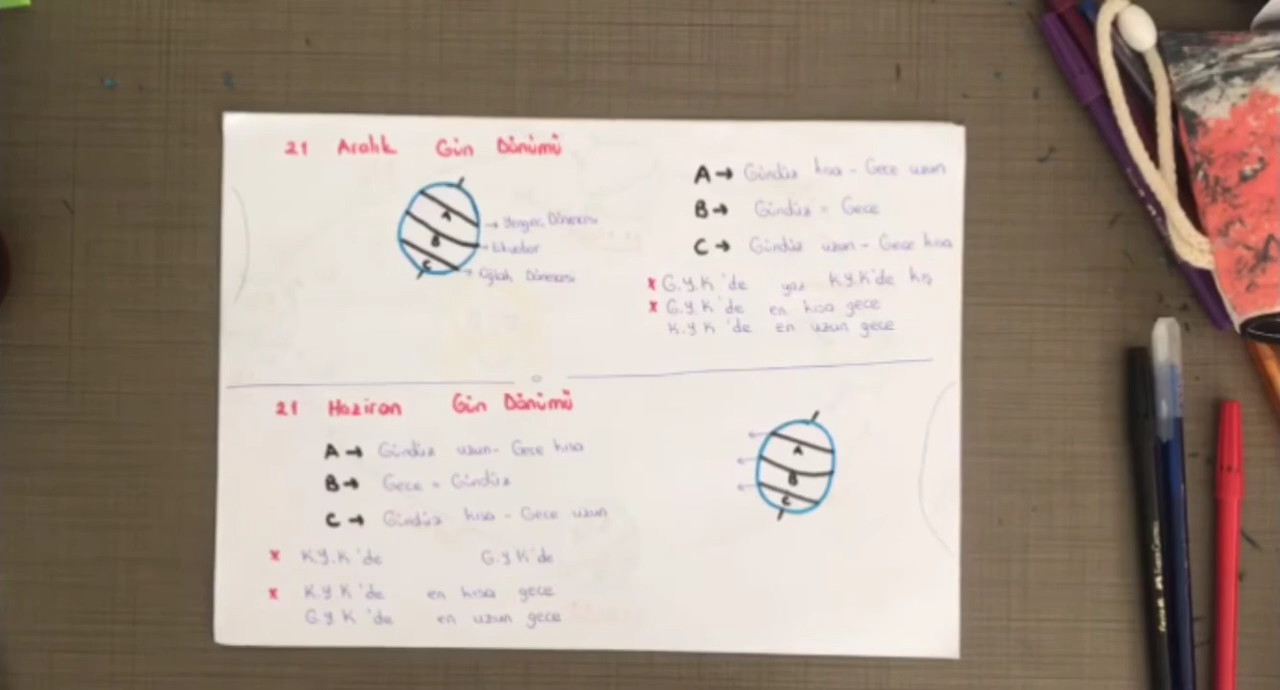 21 Aralık Gün Dönümü
A
B
C
→ Yengeç Dönencesi
→ Ekvator
→ Oğlak Dönencesi
A → Gündüz kısa - Gece uzun
B → Gündüz = Gece
C → Gündüz uzun - Gece kısa
x G.Y.K 'de yaz K.Y.K'de kış
x G.Y.K 'de en kısa gece
K.Y.K 'de en uzun gece
21 Haziran Gün Dönümü
A → Gündüz uzun - Gece kısa
B → Gece = Gündüz
C → Gündüz kısa - Gece uzun
x K.Y.K 'de G.Y.K'de
x K.Y.K 'de en kısa gece
G.Y.K 'de en uzun gece
A
B
C